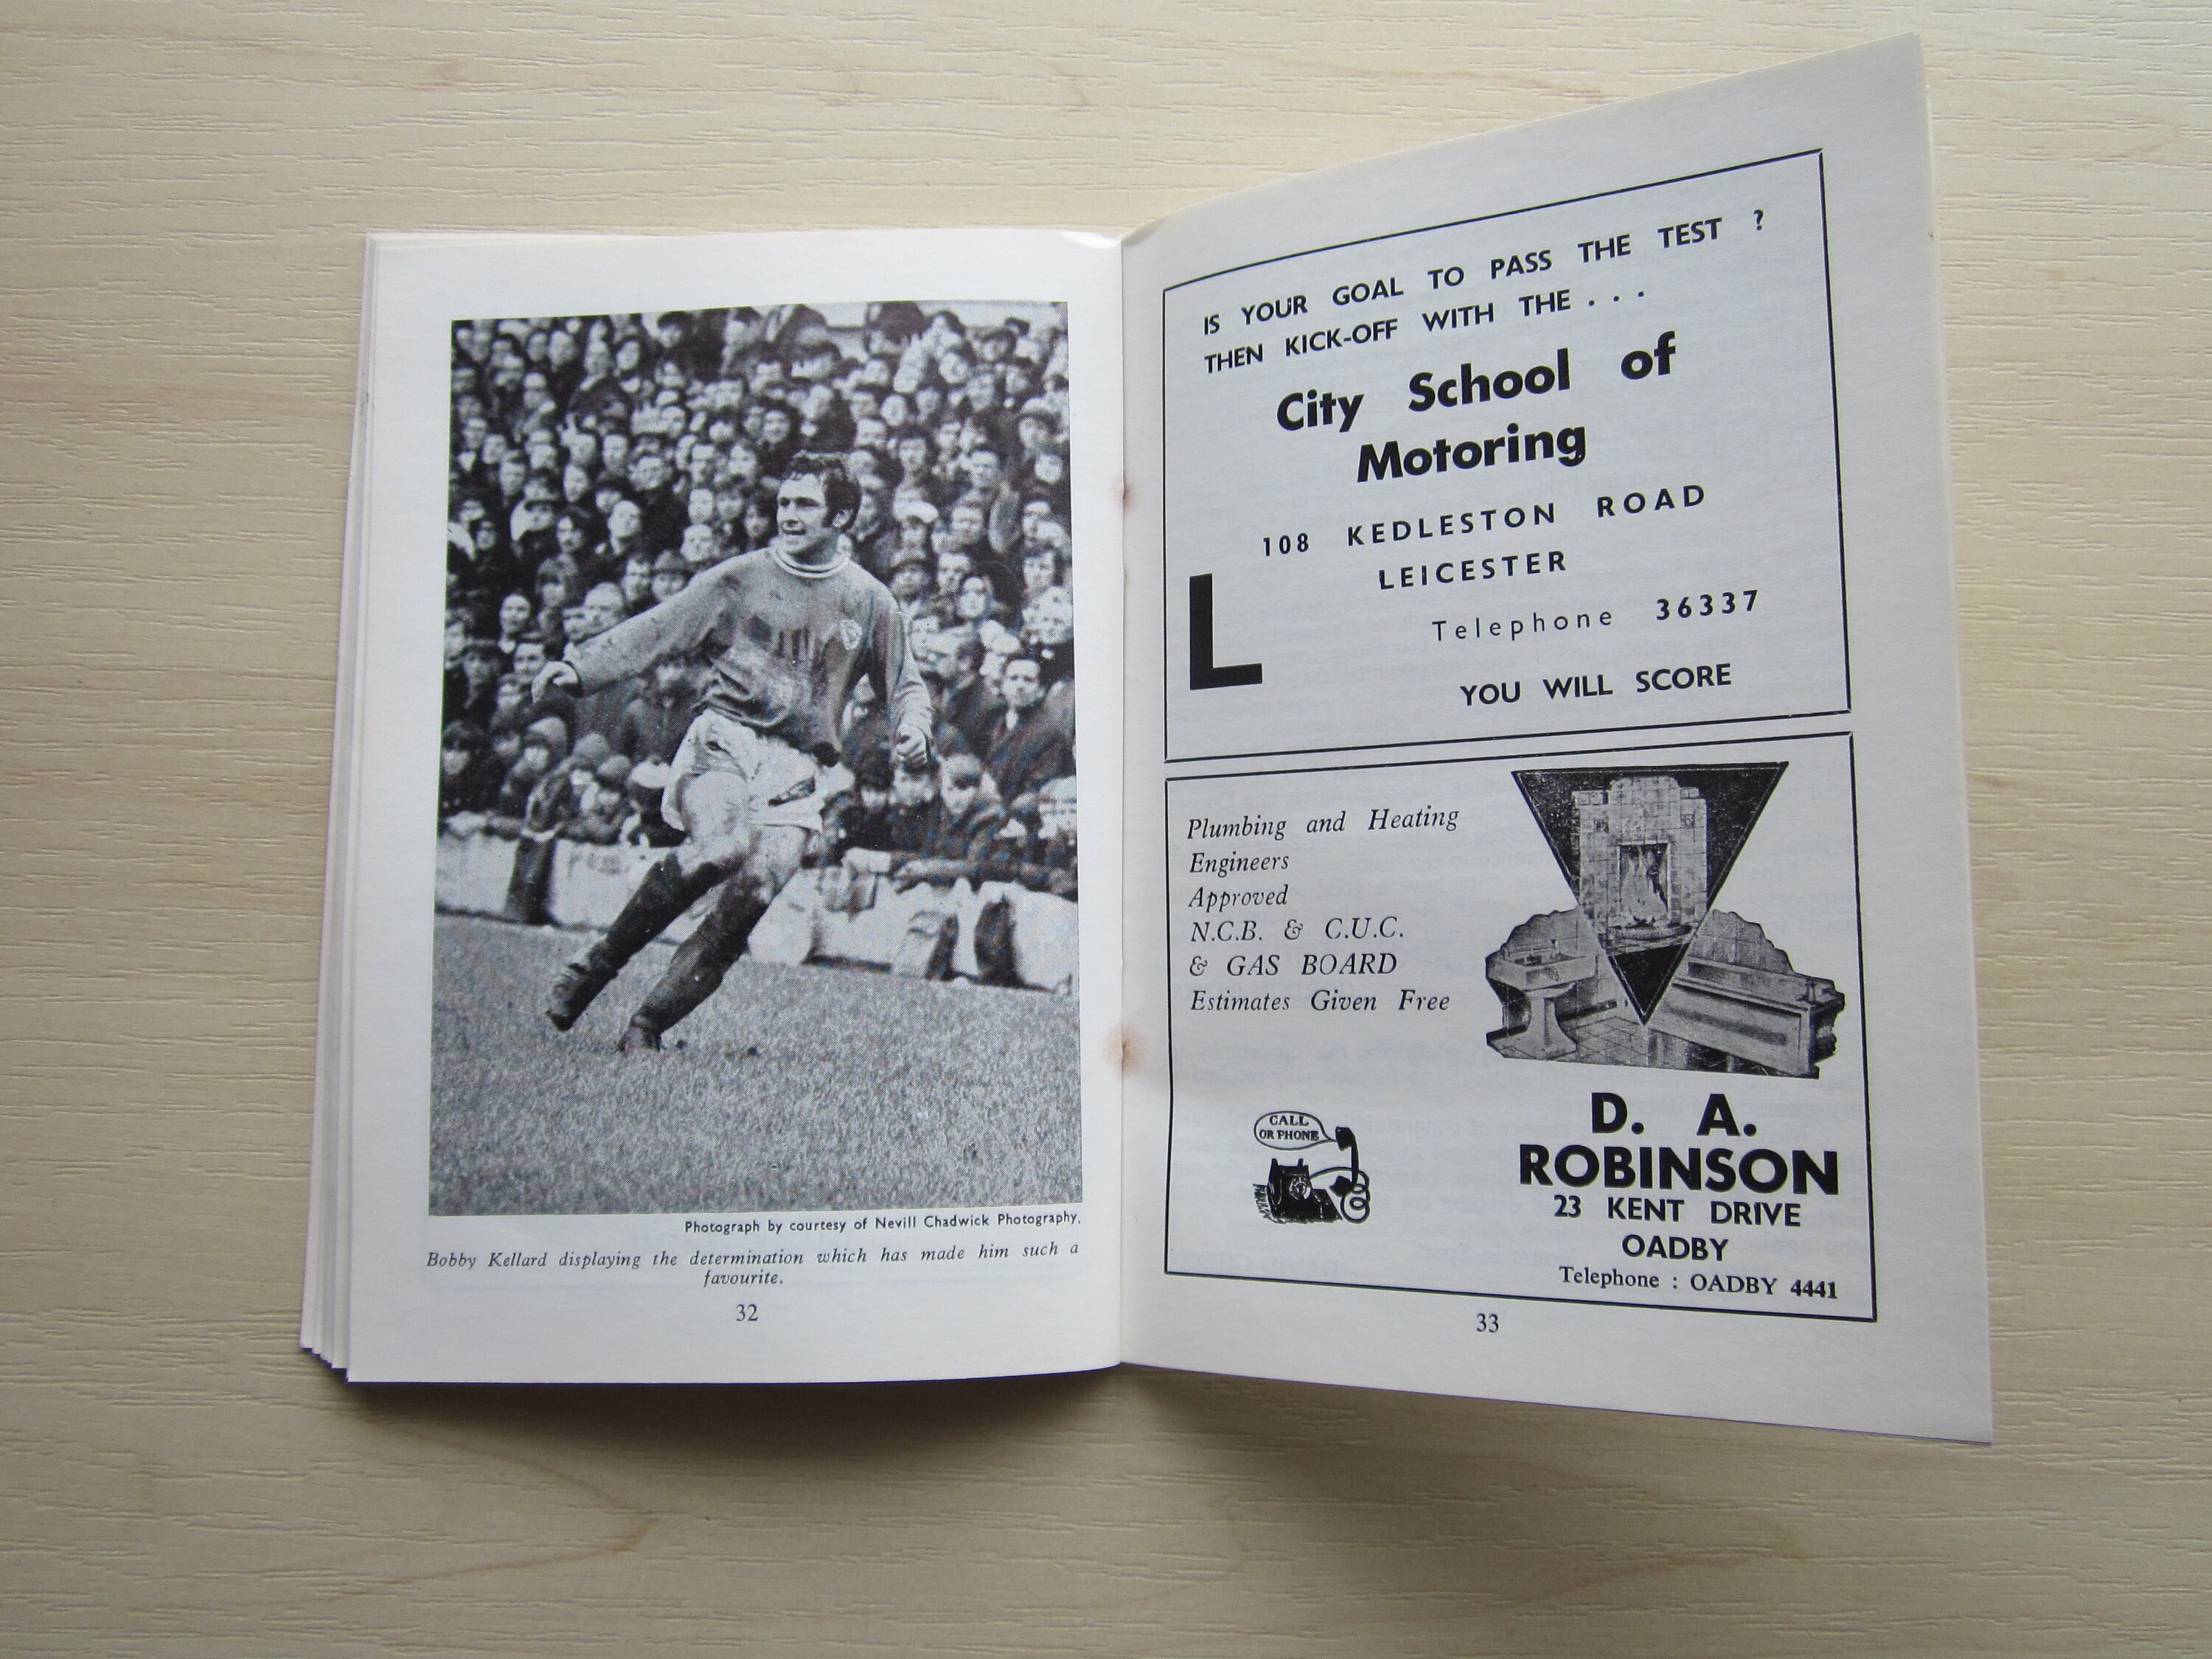 Photograph by courtesy of Nevill Chadwick Photography.
Bobby Kellard displaying the determination which has made him such a
favourite.
32
IS YOUR GOAL TO PASS THE TEST ?
THEN KICK-OFF WITH THE . . .
City School of
Motoring
108 KEDLESTON ROAD
LEICESTER
L
Telephone 36337
YOU WILL SCORE
Plumbing and Heating
Engineers
Approved
N.C.B. & C.U.C.
& GAS BOARD
Estimates Given Free
CALL
OR PHONE
D. A.
ROBINSON
23 KENT DRIVE
OADBY
Telephone : OADBY 4441
33